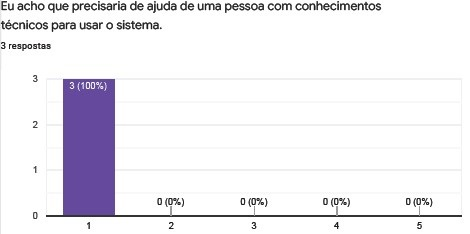 Eu acho que precisaria de ajuda de uma pessoa com conhecimentos
técnicos para usar o sistema.
3 respostas
3
2
1
0
3 (100%)
0 (0%) 0 (0%) 0 (0%) 0 (0%)
1 2 3 4 5